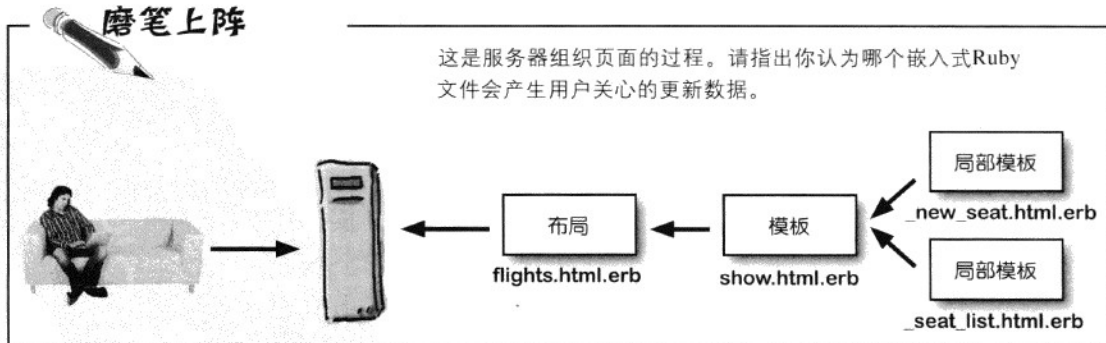 磨笔上阵
这是服务器组织页面的过程。请指出你认为哪个嵌入式Ruby
文件会产生用户关心的更新数据。
局部模板
_new_seat.html.erb
布局
flights.html.erb
模板
show.html.erb
局部模板
_seat_list.html.erb